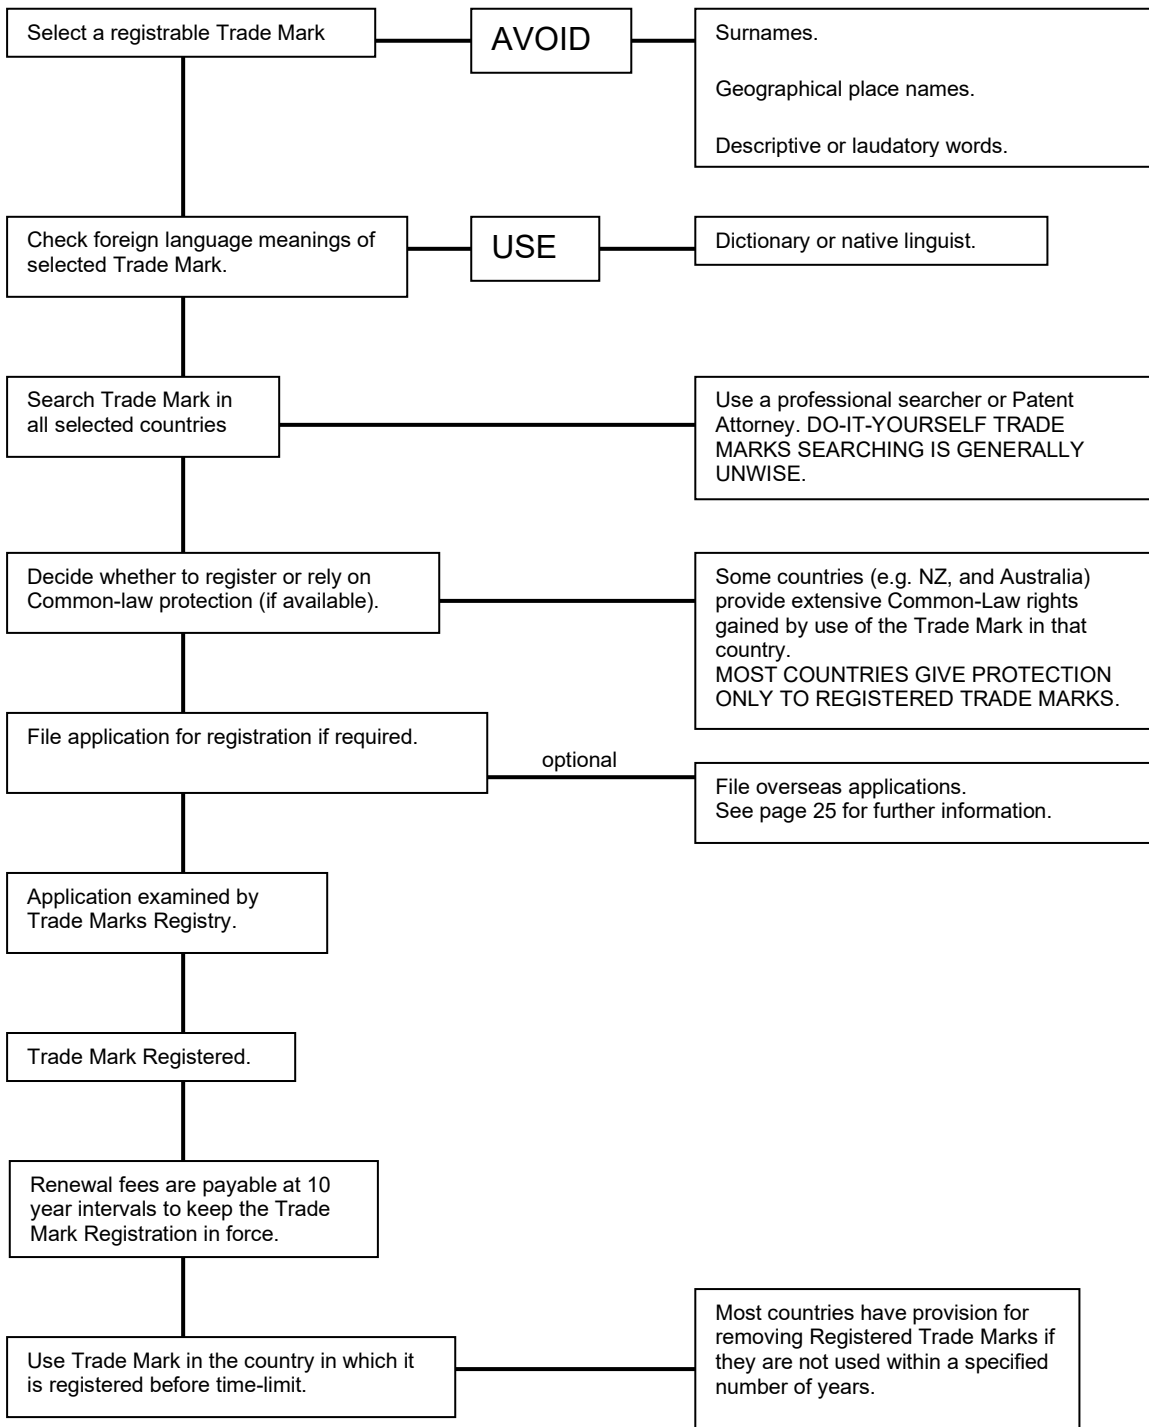 Select a registrable Trade Mark
AVOID
Surnames.
Geographical place names.
Descriptive or laudatory words.
Check foreign language meanings of
selected Trade Mark.
USE
Dictionary or native linguist.
Search Trade Mark in
all selected countries
Use a professional searcher or Patent
Attorney. DO-IT-YOURSELF TRADE
MARKS SEARCHING IS GENERALLY
UNWISE.
Decide whether to register or rely on
Common-law protection (if available).
Some countries (e.g. NZ, and Australia)
provide extensive Common-Law rights
gained by use of the Trade Mark in that
country.
MOST COUNTRIES GIVE PROTECTION
ONLY TO REGISTERED TRADE MARKS.
File application for registration if required.
optional
File overseas applications.
See page 25 for further information.
Application examined by
Trade Marks Registry.
Trade Mark Registered.
Renewal fees are payable at 10
year intervals to keep the Trade
Mark Registration in force.
Use Trade Mark in the country in which it
is registered before time-limit.
Most countries have provision for
removing Registered Trade Marks if
they are not used within a specified
number of years.